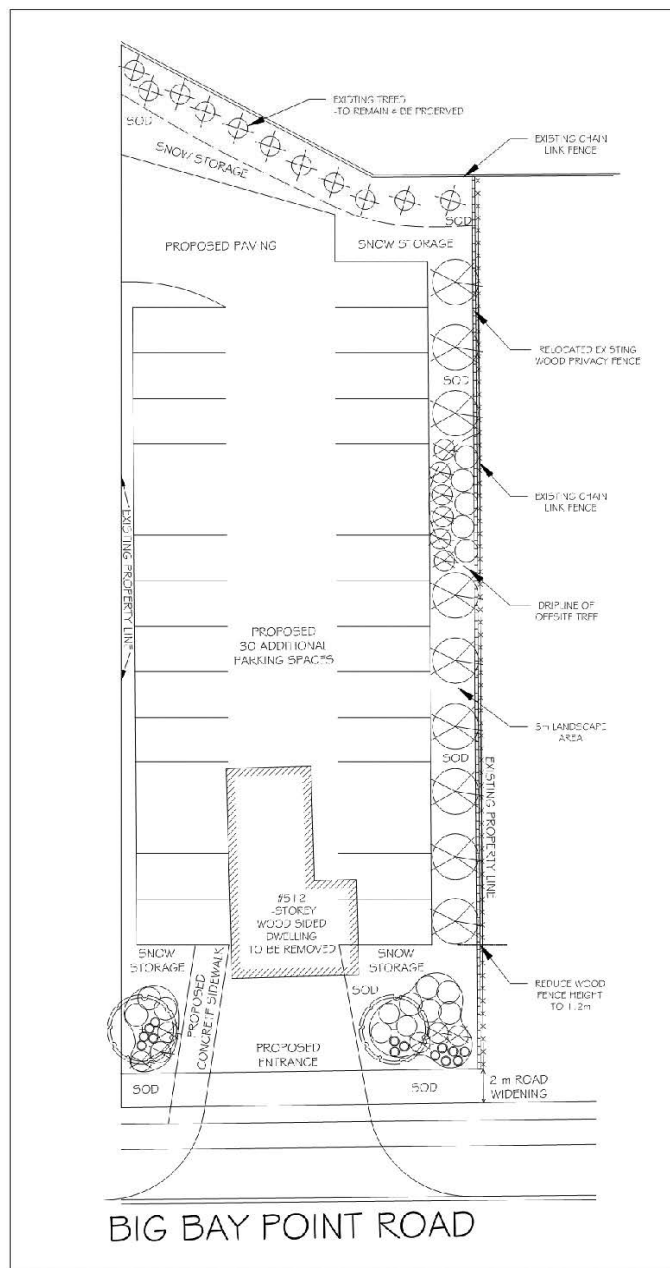 EXISTING TREES
-TO REMAIN & BE PRESERVED
SOD
SNOW STORAGE
EXISTING CHAIN
LINK FENCE
SOD
PROPOSED PAVING
SNOW STORAGE
RELOCATED EXISTING
WOOD PRIVACY FENCE
SOD
EXISTING CHAIN
LINK FENCE
EXISTING PROPERTY LINE
DRIPLINE OF
OFFSITE TREE
PROPOSED
30 ADDITIONAL
PARKING SPACES
3m LANDSCAPE
AREA
SOD
EXISTING PROPERTY LINE
#512
-STOREY
WOOD SIDED
DWELLING
TO BE REMOVED
SNOW
STORAGE
PROPOSED
CONCRETE SIDEWALK
SNOW
STORAGE
SOD
REDUCE WOOD
FENCE HEIGHT
TO 1.2m
PROPOSED
ENTRANCE
SOD
SOD
2 m ROAD
WIDENING
BIG BAY POINT ROAD